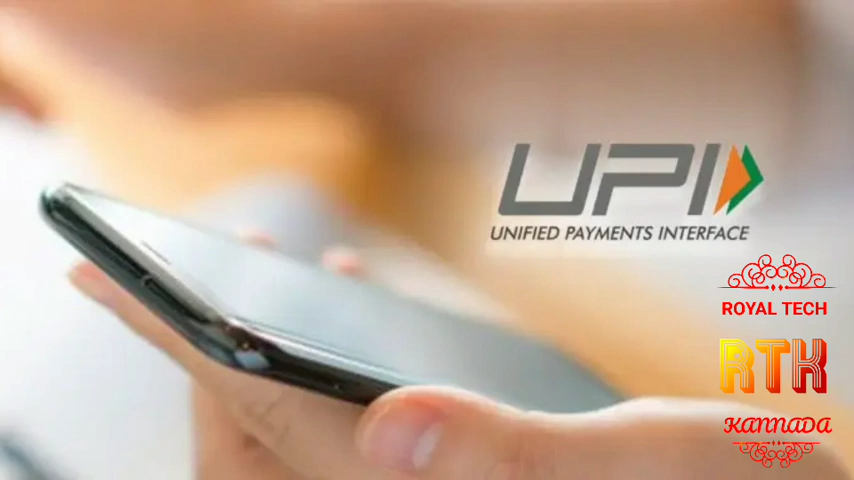 UPI
UNIFIED PAYMENTS INTERFACE
ROYAL TECH
RTK
Kannada